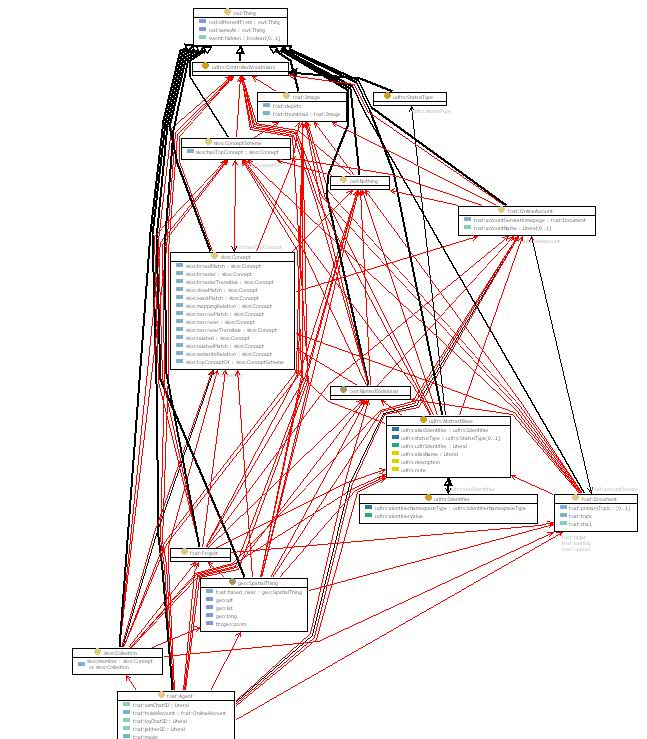 owl:Thing
owl:differentFrom : owl:Thing
owl:sameAs : owl:Thing
boolean[0..1]
udfrs:ControlledVocabulary
foaf:Image
foaf:depicts
foaf:thumbnail : foaf:Image
udfrs:StatusType
udfrs:StatusType
skos:ConceptScheme
skos:hasTopConcept : skos:Concept
owl:Nothing
foaf:OnlineAccount
foaf:accountServiceHomepage : foaf:Document
foaf:accountName : Literal[0..1]
skos:Concept
skos:broadMatch : skos:Concept
skos:broader : skos:Concept
skos:broaderTransitive : skos:Concept
skos:closeMatch : skos:Concept
skos:exactMatch : skos:Concept
skos:mappingRelation : skos:Concept
skos:narrowMatch : skos:Concept
skos:narrower : skos:Concept
skos:narrowerTransitive : skos:Concept
skos:related : skos:Concept
skos:relatedMatch : skos:Concept
skos:semanticRelation : skos:Concept
skos:topConceptOf : skos:ConceptScheme
owl:NamedIndividual
udfrs:AbstractBase
udfrs:aliasIdentifier : udfrs:Identifier
udfrs:statusType : udfrs:StatusType[0..1]
udfrs:udfrIdentifier : Literal
udfrs:aliasName : Literal
udfrs:description
udfrs:note
udfrs:Identifier
udfrs:identifierNamespaceType : udfrs:IdentifierNamespaceType
udfrs:identifierValue
foaf:Document
foaf:primaryTopic : [0..1]
foaf:topic
foaf:sha1
foaf:Project
geo:SpatialThing
foaf:based_near : geo:SpatialThing
geo:alt
geo:lat
geo:long
skos:Collection
skos:member : skos:Concept
or skos:Collection
foaf:Agent
foaf:aimChatID : Literal
foaf:holdsAccount : foaf:OnlineAccount
foaf:icqChatID : Literal
foaf:jabberID : Literal
foaf:made